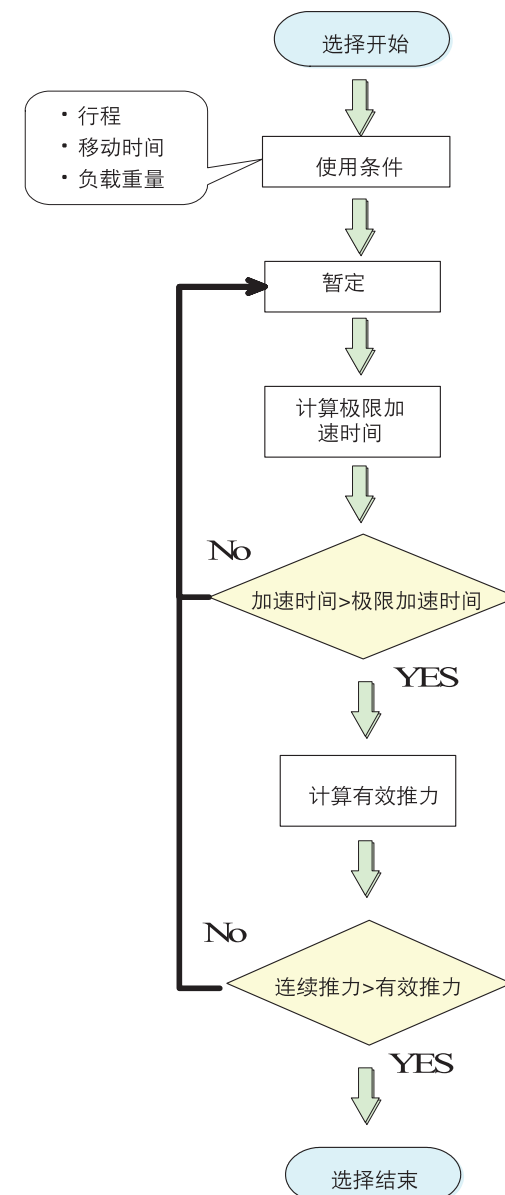 选择开始
・行程
・移动时间
・负载重量
使用条件
暂定
计算极限加
速时间
No
加速时间>极限加速时间
YES
计算有效推力
No
连续推力>有效推力
YES
选择结束